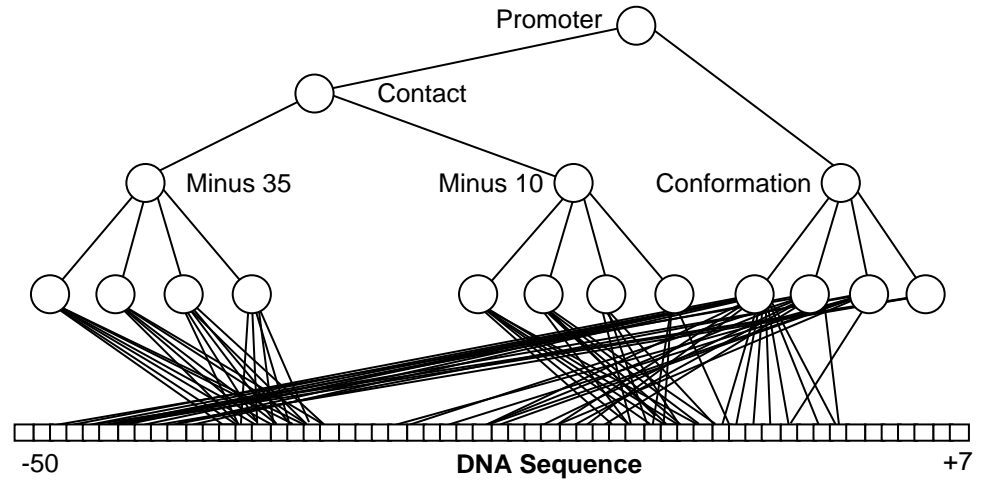 Promoter
Contact
Minus 35
Minus 10
Conformation
-50
DNA Sequence
+7